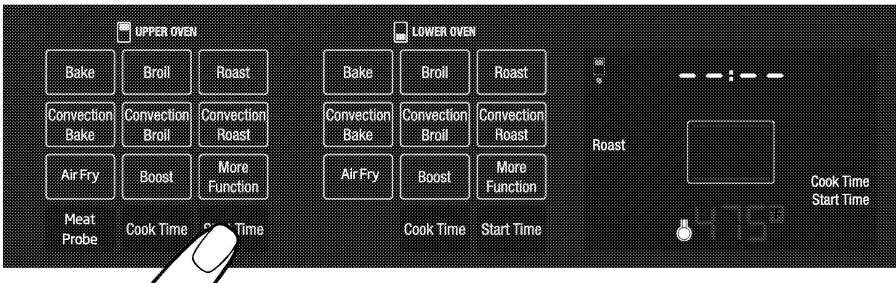 UPPER OVEN
LOWER OVEN
Bake
Broil
Roast
Convection
Bake
Convection
Broil
Convection
Roast
Air Fry
Boost
More
Function
Meat
Probe
Cook Time
Start Time
Bake
Broil
Roast
Convection
Bake
Convection
Broil
Convection
Roast
Air Fry
Boost
More
Function
Cook Time
Start Time
Roast
--:--
Cook Time
Start Time
475°F